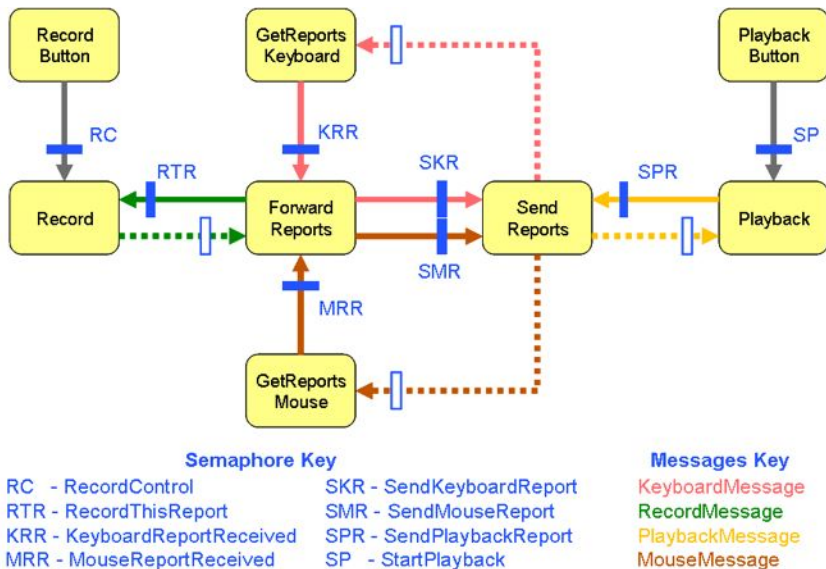 Record
Button
GetReports
Keyboard
Playback
Button
RC
KRR
SP
RTR
SKR
SPR
Record
Forward
Reports
Send
Reports
Playback
SMR
MRR
GetReports
Mouse
Semaphore Key
RC - RecordControl
RTR - RecordThisReport
KRR - KeyboardReportReceived
MRR - MouseReportReceived
SKR - SendKeyboardReport
SMR - SendMouseReport
SPR - SendPlaybackReport
SP - StartPlayback
Messages Key
KeyboardMessage
RecordMessage
PlaybackMessage
MouseMessage